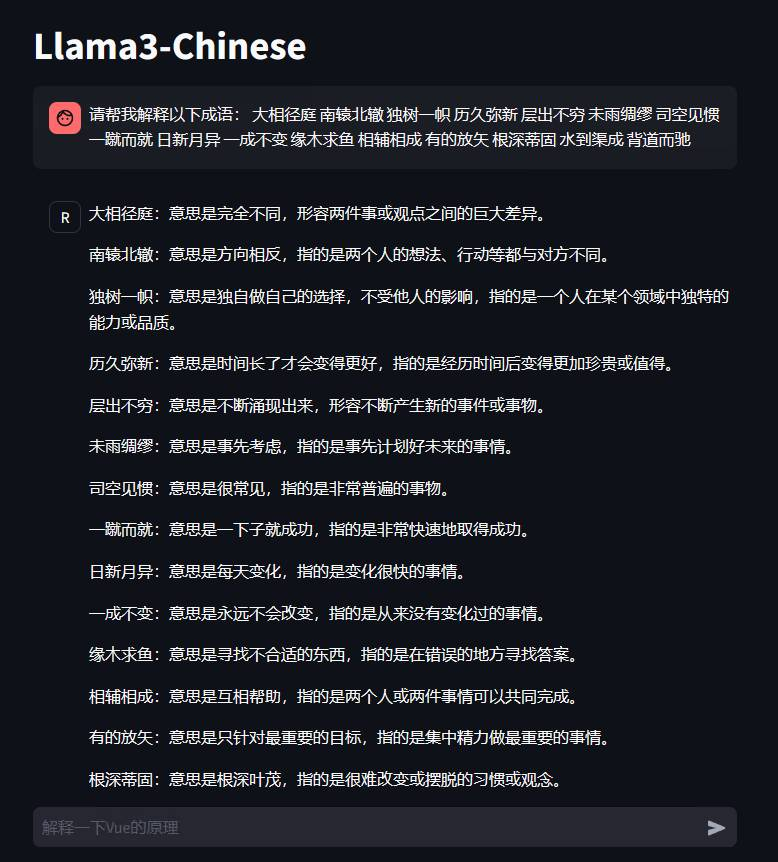 Llama3-Chinese
请帮我解释以下成语： 大相径庭 南辕北辙 独树一帜 历久弥新 层出不穷 未雨绸缪 司空见惯
一蹴而就 日新月异 一成不变 缘木求鱼 相辅相成 有的放矢 根深蒂固 水到渠成 背道而驰
R
大相径庭：意思是完全不同，形容两件事或观点之间的巨大差异。
南辕北辙：意思是方向相反，指的是两个人的想法、行动等都与对方不同。
独树一帜：意思是独自做自己的选择，不受他人的影响，指的是一个人在某个领域中独特的
能力或品质。
历久弥新：意思是时间长了才会变得更好，指的是经历时间后变得更加珍贵或值得。
层出不穷：意思是不断涌现出来，形容不断产生新的事件或事物。
未雨绸缪：意思是事先考虑，指的是事先计划好未来的事情。
司空见惯：意思是很常见，指的是非常普遍的事物。
一蹴而就：意思是一下子就成功，指的是非常快速地取得成功。
日新月异：意思是每天变化，指的是变化很快的事情。
一成不变：意思是永远不会改变，指的是从来没有变化过的事情。
缘木求鱼：意思是寻找不合适的东西，指的是在错误的地方寻找答案。
相辅相成：意思是互相帮助，指的是两个人或两件事情可以共同完成。
有的放矢：意思是只针对最重要的目标，指的是集中精力做最重要的事情。
根深蒂固：意思是根深叶茂，指的是很难改变或摆脱的习惯或观念。
解释一下Vue的原理